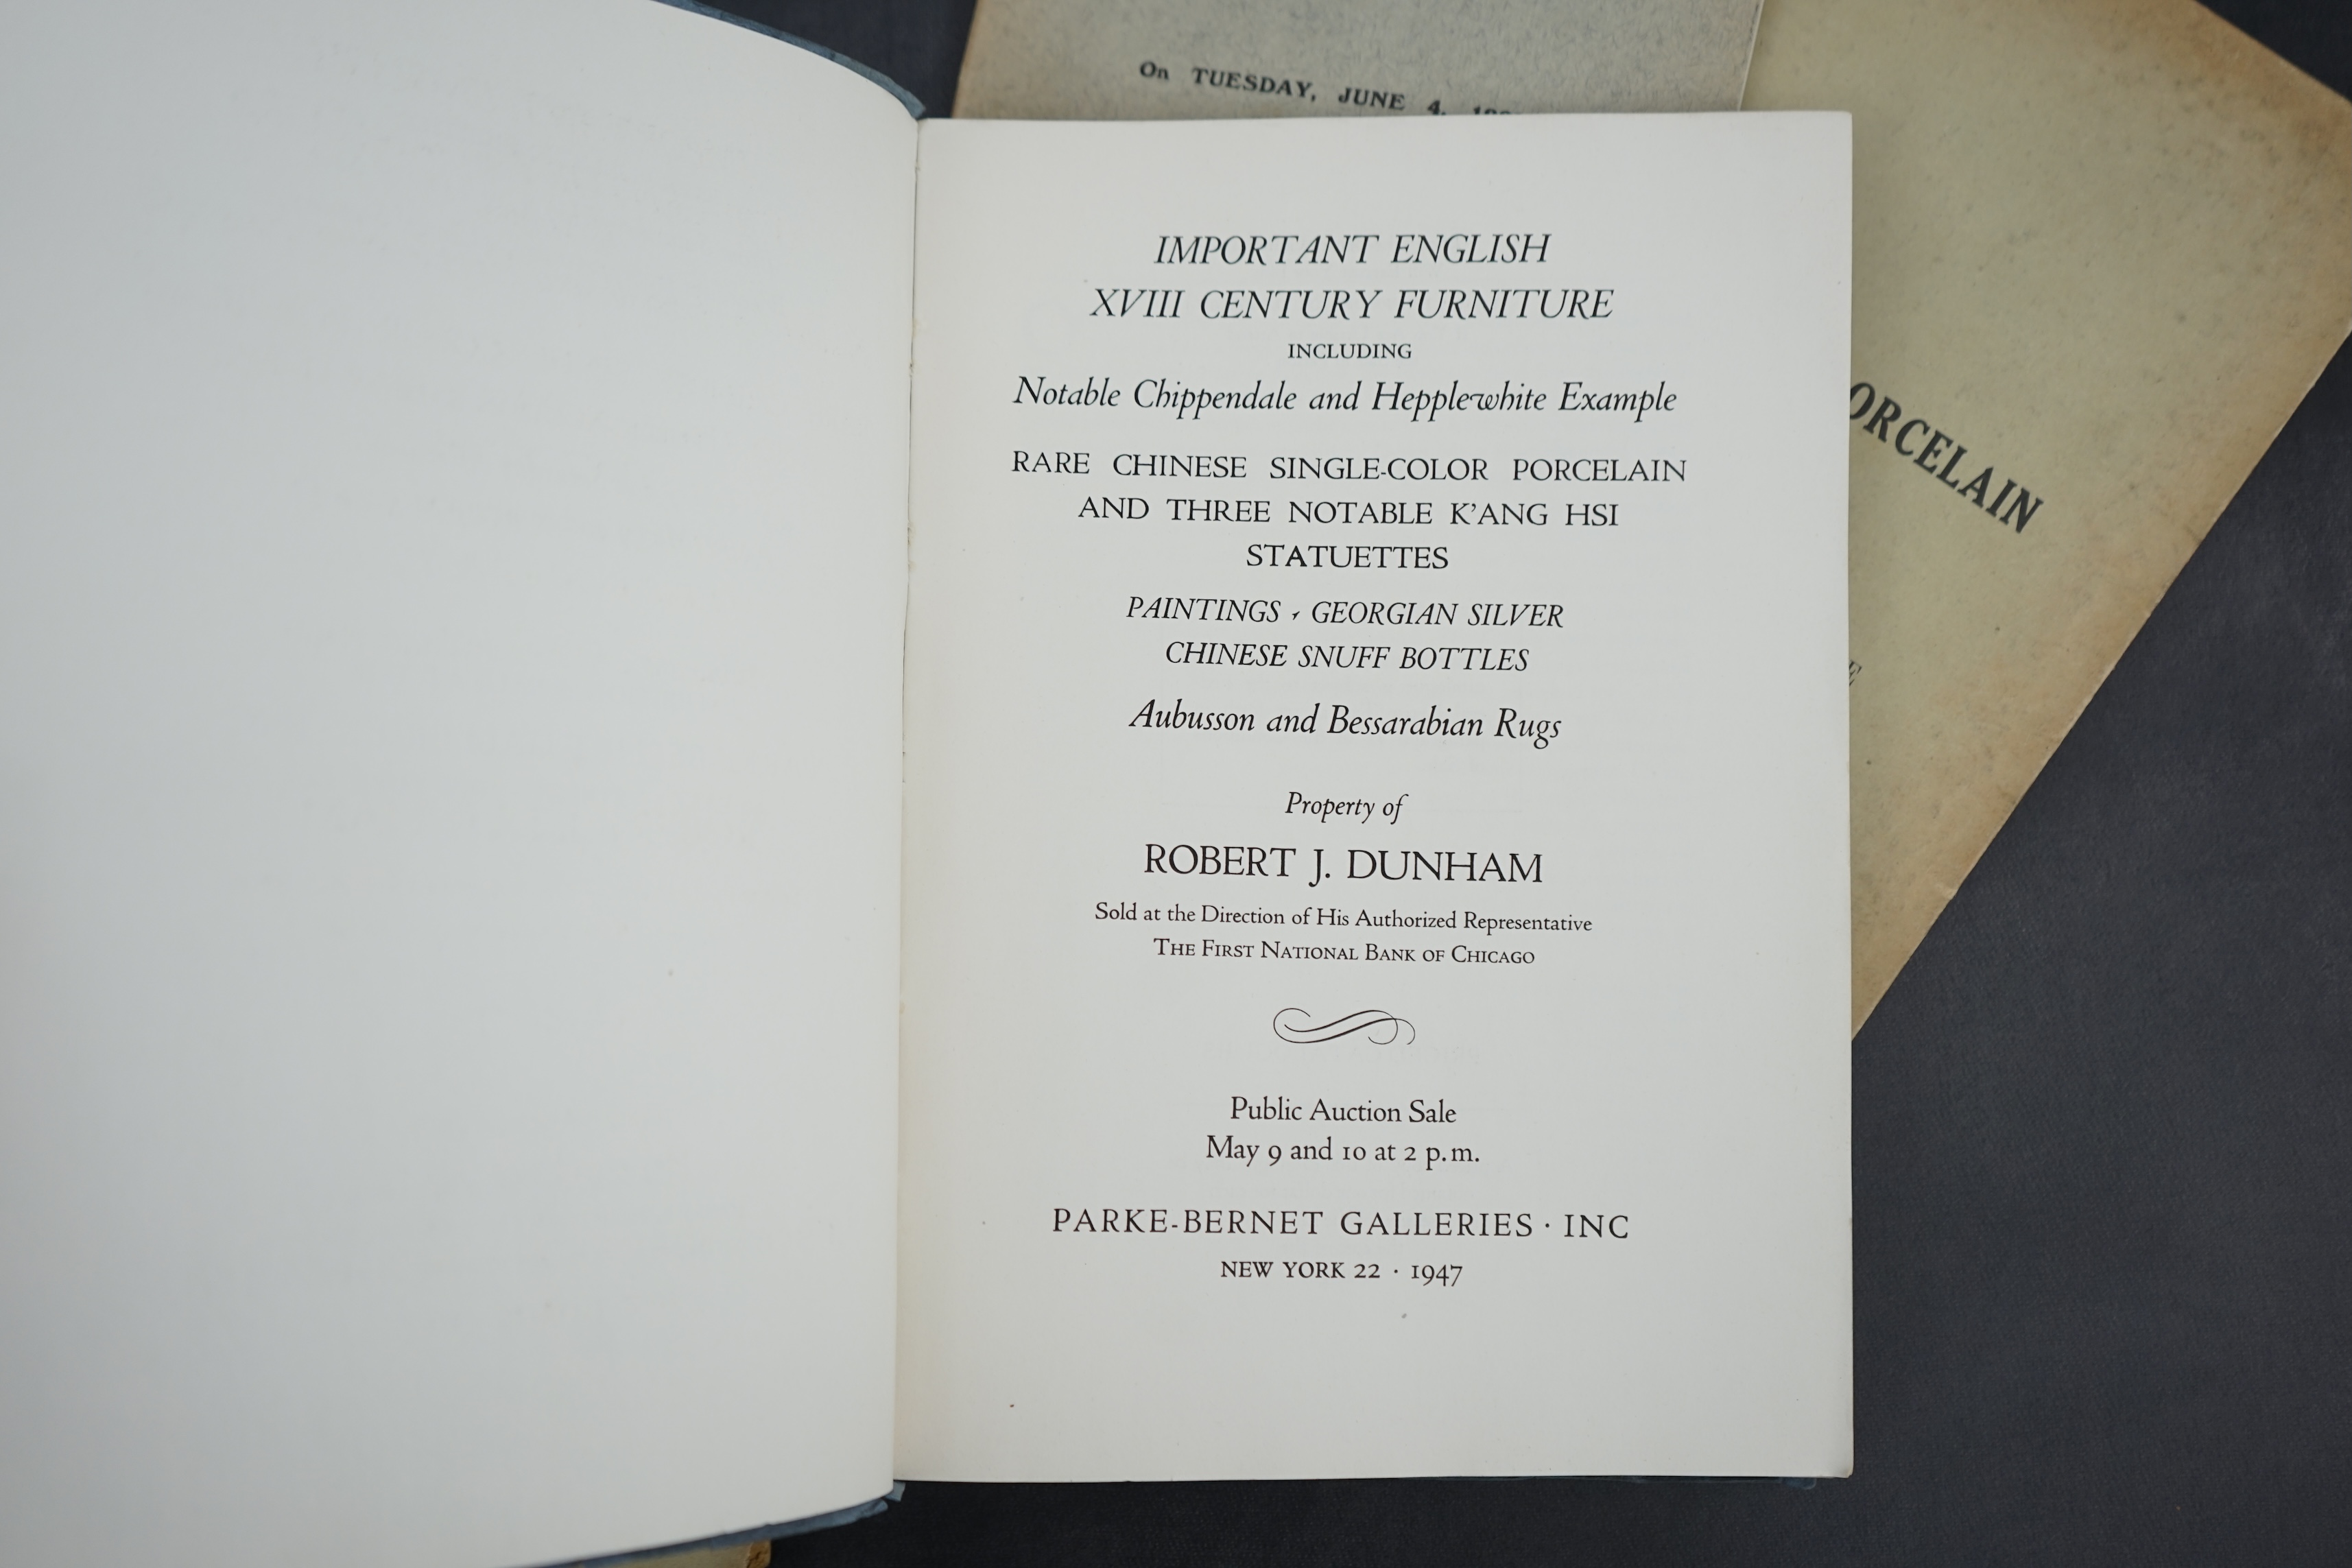 On TUESDAY, JUNE 4,
IMPORTANT ENGLISH
XVIII CENTURY FURNITURE
INCLUDING
Notable Chippendale and Hepplewhite Example
RARE CHINESE SINGLE-COLOR PORCELAIN
AND THREE NOTABLE K'ANG HSI
STATUETTES
PAINTINGS · GEORGIAN SILVER
CHINESE SNUFF BOTTLES
Aubusson and Bessarabian Rugs
Property of
ROBERT J. DUNHAM
Sold at the Direction of His Authorized Representative
THE FIRST NATIONAL BANK OF CHICAGO
Public Auction Sale
May 9 and 10 at 2 p.m.
PARKE-BERNET GALLERIES · INC
NEW YORK 22 · 1947
ORCELAIN